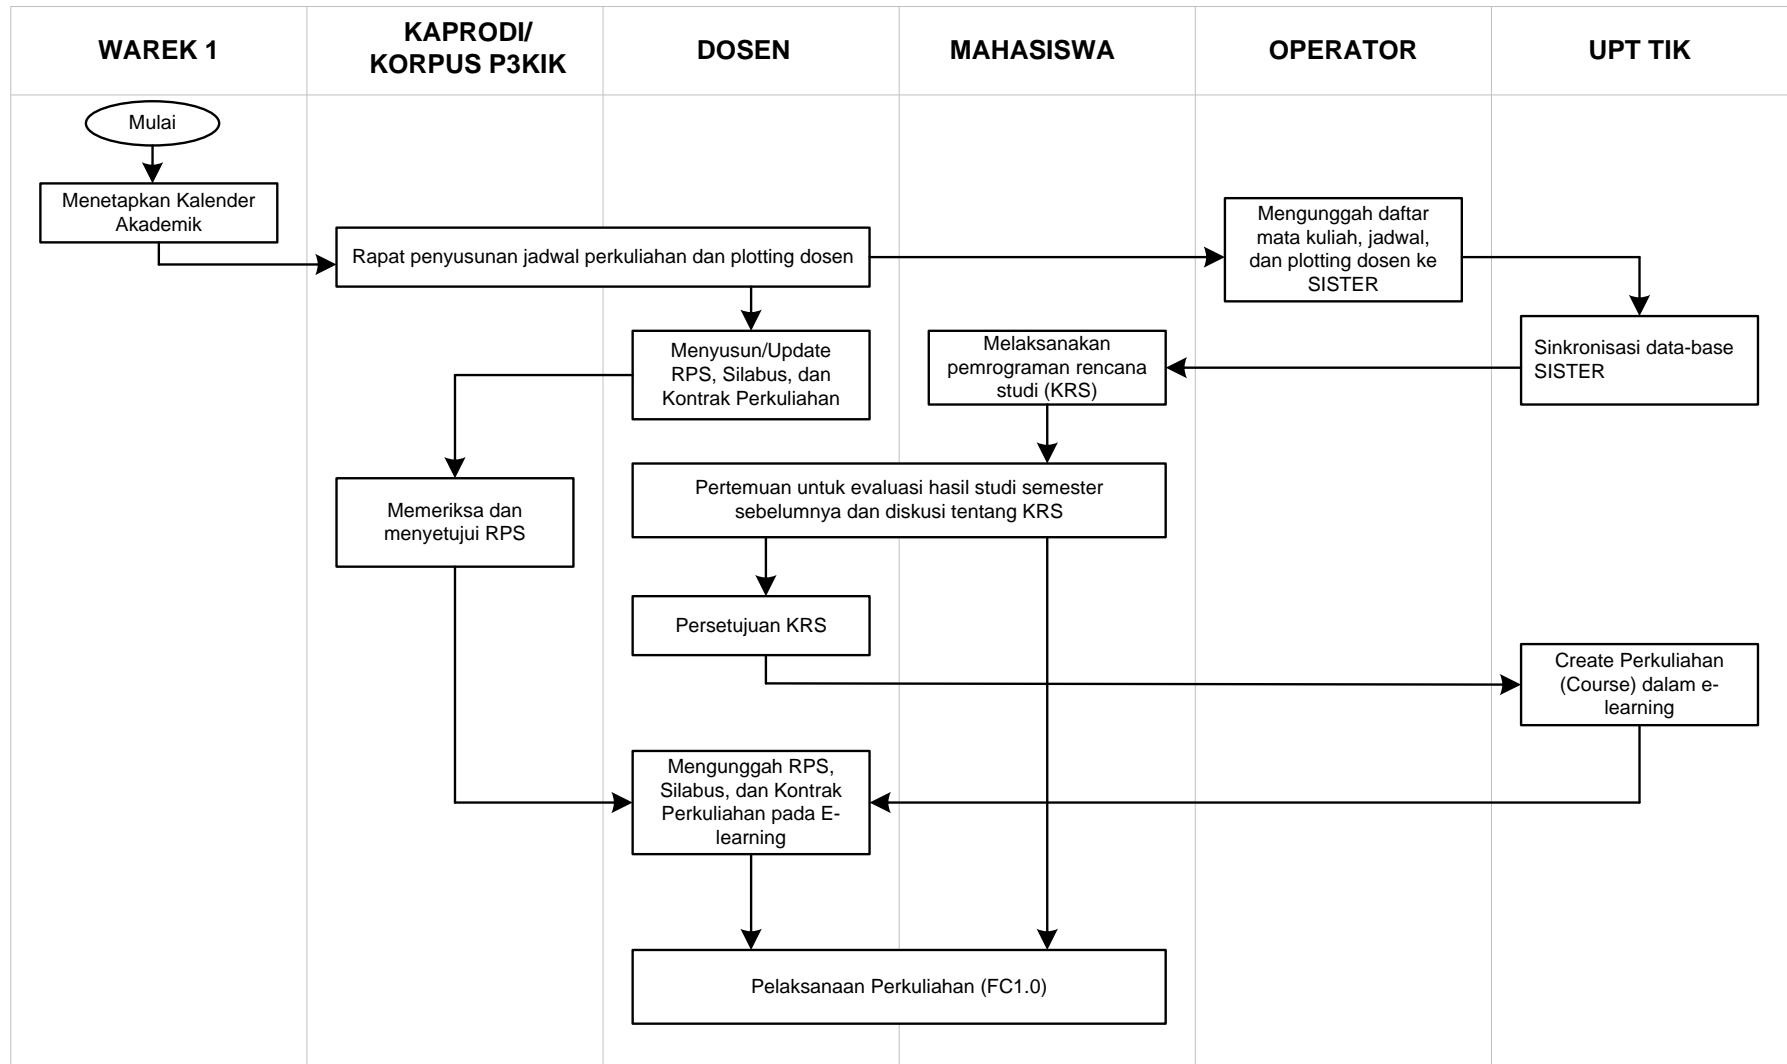 WAREK 1
KAPRODI/
KORPUS P3KIK
DOSEN
MAHASISWA
OPERATOR
UPT TIK
Mulai
Menetapkan Kalender
Akademik
Rapat penyusunan jadwal perkuliahan dan plotting dosen
Mengunggah daftar
mata kuliah, jadwal,
dan plotting dosen ke
SISTER
Menyusun/Update
RPS, Silabus, dan
Kontrak Perkuliahan
Melaksanakan
pemrograman rencana
studi (KRS)
Sinkronisasi data-base
SISTER
Memeriksa dan
menyetujui RPS
Pertemuan untuk evaluasi hasil studi semester
sebelumnya dan diskusi tentang KRS
Persetujuan KRS
Create Perkuliahan
(Course) dalam e-
learning
Mengunggah RPS,
Silabus, dan Kontrak
Perkuliahan pada E-
learning
Pelaksanaan Perkuliahan (FC1.0)